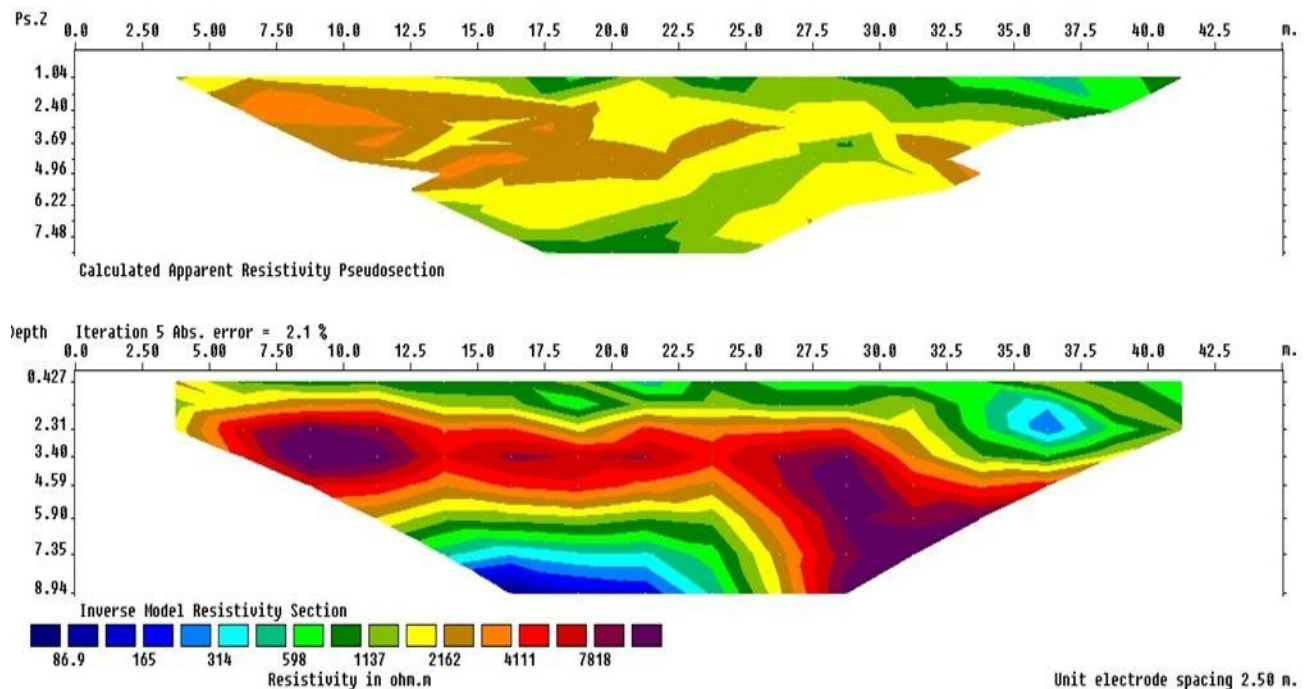 Ps.Z
0.0 2.50 5.00 7.50 10.0 12.5 15.0 17.5 20.0 22.5 25.0 27.5 30.0 32.5 35.0 37.5 40.0 42.5 m.
1.04
2.40
3.69
4.96
6.22
7.48
Calculated Apparent Resistivity Pseudosection
Depth Iteration 5 Abs. error = 2.1 %
0.0 2.50 5.00 7.50 10.0 12.5 15.0 17.5 20.0 22.5 25.0 27.5 30.0 32.5 35.0 37.5 40.0 42.5 m.
0.427
2.31
3.40
4.59
5.90
7.35
8.94
Inverse Model Resistivity Section
86.9 165 314 598 1137 2162 4111 7818
Resistivity in ohm.m Unit electrode spacing 2.50 m.